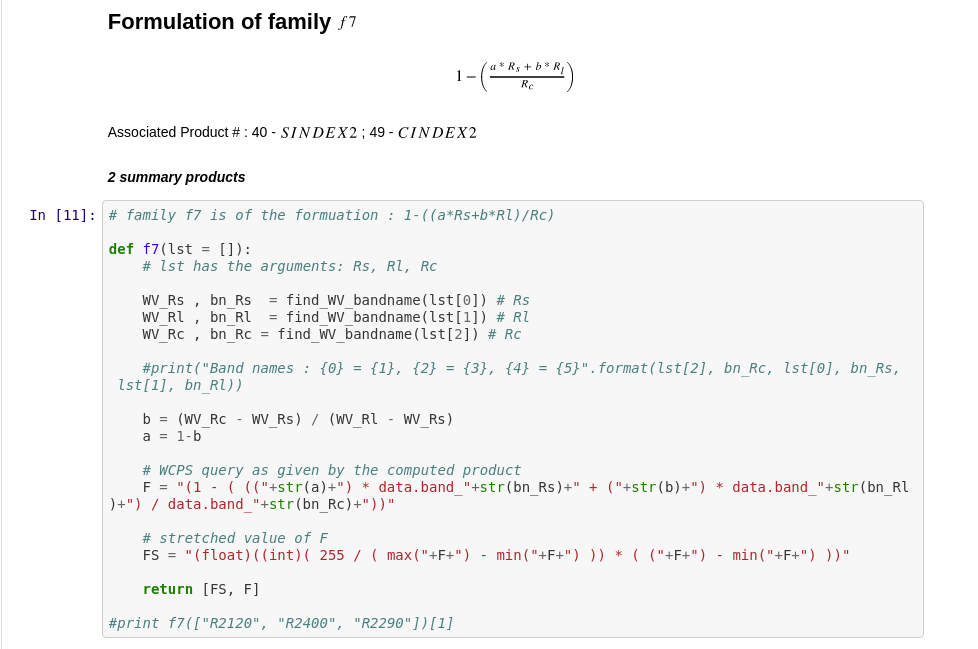 Formulation of family f7
1 − ( a * Rs + b * Rl / Rc )
Associated Product # : 40 - SINDEX2 ; 49 - CINDEX2
2 summary products
In [11]: # family f7 is of the formuation : 1-((a*Rs+b*Rl)/Rc)
def f7(lst = []):
    # lst has the arguments: Rs, Rl, Rc
    WV_Rs , bn_Rs  = find_WV_bandname(lst[0]) # Rs
    WV_Rl , bn_Rl  = find_WV_bandname(lst[1]) # Rl
    WV_Rc , bn_Rc = find_WV_bandname(lst[2]) # Rc
    #print("Band names : {0} = {1}, {2} = {3}, {4} = {5}".format(lst[2], bn_Rc, lst[0], bn_Rs,
 lst[1], bn_Rl))
    b = (WV_Rc - WV_Rs) / (WV_Rl - WV_Rs)
    a = 1-b
    # WCPS query as given by the computed product
    F = "(1 - ( (("+str(a)+") * data.band_"+str(bn_Rs)+" + ("+str(b)+") * data.band_"+str(bn_Rl
)+") / data.band_"+str(bn_Rc)+"))"
    # stretched value of F
    FS = "(float)((int)( 255 / ( max("+F+") - min("+F+") )) * ( ("+F+") - min("+F+") ))"
    return [FS, F]
#print f7(["R2120", "R2400", "R2290"])[1]